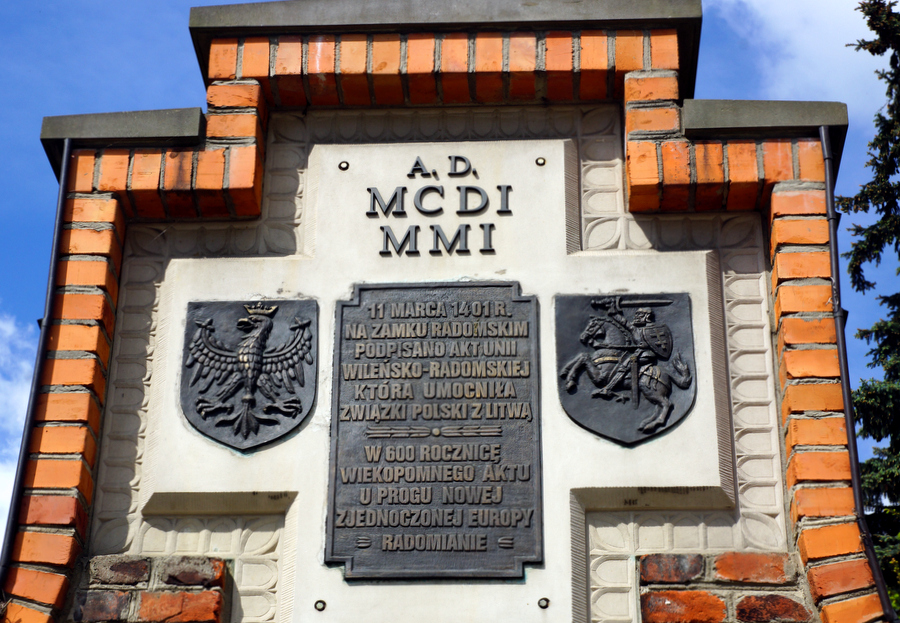 A. D.
MCDI
MMI
11 MARCA 1401 R.
NA ZAMKU RADOMSKIM
PODPISANO AKT UNII
WILEŃSKO-RADOMSKIEJ
KTÓRA UMOCNIŁA
ZWIĄZKI POLSKI Z LITWĄ
W 600 ROCZNICĘ
WIEKOPOMNEGO AKTU
U PROGU NOWEJ
ZJEDNOCZONEJ EUROPY
RADOMIANIE